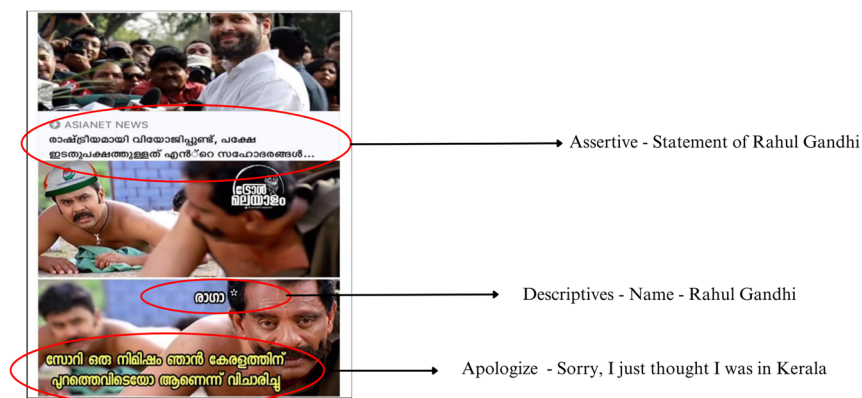 ASIANET NEWS
രാഷ്ട്രീയമായി വിയോജിപ്പുണ്ട്, പക്ഷേ
ഇടതുപക്ഷത്തുള്ളത് എൻ്റെ സഹോദരങ്ങൾ...
Assertive - Statement of Rahul Gandhi
ട്രോൾ
മലയാളം
രാഗാ *
Descriptives - Name - Rahul Gandhi
സോറി ഒരു നിമിഷം ഞാൻ കേരളത്തിന്
പുറത്തെവിടെയോ ആണെന്ന് വിചാരിച്ചു
Apologize - Sorry, I just thought I was in Kerala